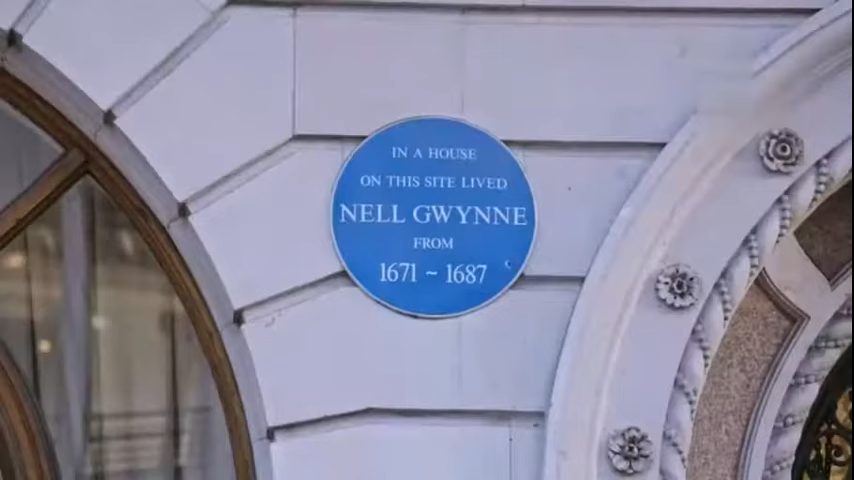 IN A HOUSE
ON THIS SITE LIVED
NELL GWYNNE
FROM
1671 ~ 1687